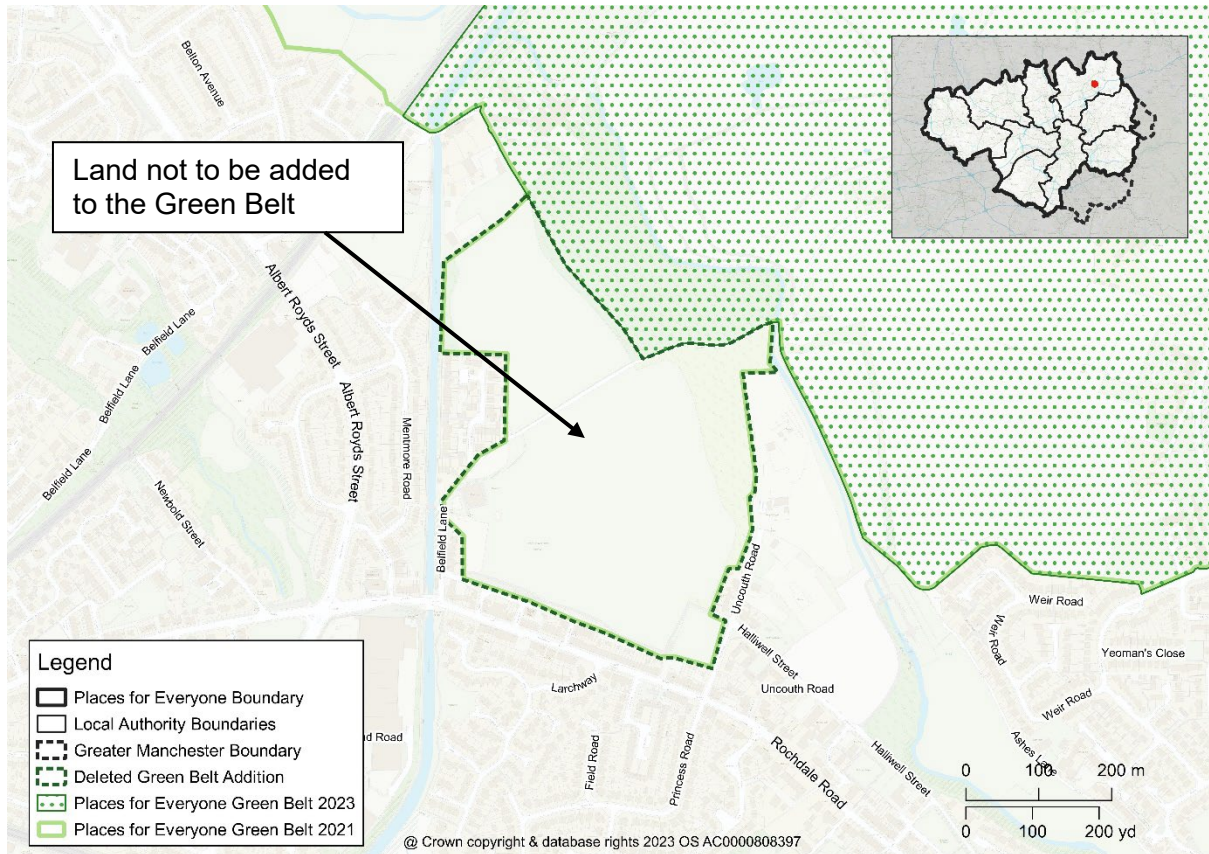 Belfon Avenue
Land not to be added
to the Green Belt
Albert Royds Street
Albert Royds Street
Belfield Lane
Belfield Lane
Belfield Lane
Newbold Street
Mentmore Road
Belfield Lane
Uncouth Road
Halliwell Street
Uncouth Road
Halliwell Street
Larchway
Field Road
Princess Road
Rochdale Road
Weir Road
Weir Road
Weir Road
Yeoman's Close
Ashes Lane
Road
Legend
Places for Everyone Boundary
Local Authority Boundaries
Greater Manchester Boundary
Deleted Green Belt Addition
Places for Everyone Green Belt 2023
Places for Everyone Green Belt 2021
0 100 200 m
0 100 200 yd
@ Crown copyright & database rights 2023 OS AC0000808397